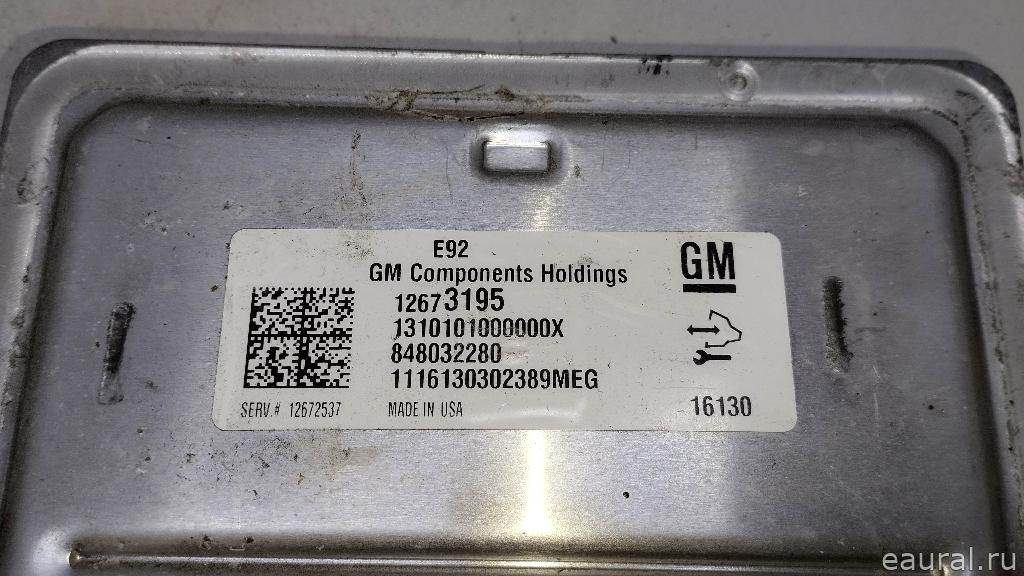 E92
GM Components Holdings
GM
12673195
1310101000000X
848032280
1116130302389MEG
SERV.# 12672537 MADE IN USA 16130
eaural.ru